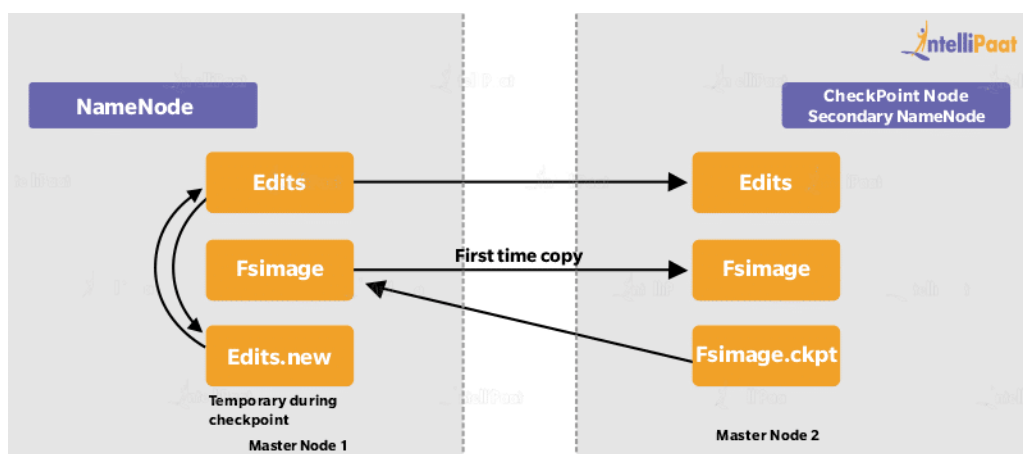 IntelliPaat
NameNode
CheckPoint Node
Secondary NameNode
Edits
Edits
First time copy
Fsimage
Fsimage
Edits.new
Fsimage.ckpt
Temporary during
checkpoint
Master Node 1
Master Node 2